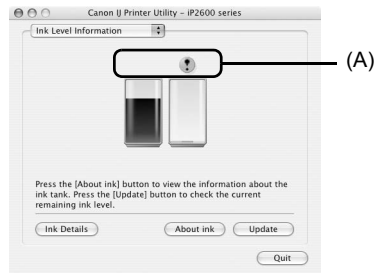 Canon IJ Printer Utility – iP2600 series
Ink Level Information
!
(A)
Press the [About ink] button to view the information about the
ink tank. Press the [Update] button to check the current
remaining ink level.
Ink Details About ink Update
Quit